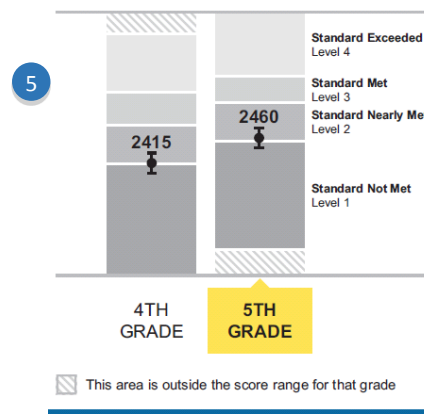 5
Standard Exceeded
Level 4
Standard Met
Level 3
Standard Nearly Me
Level 2
Standard Not Met
Level 1
2415
2460
4TH
GRADE
5TH
GRADE
This area is outside the score range for that grade